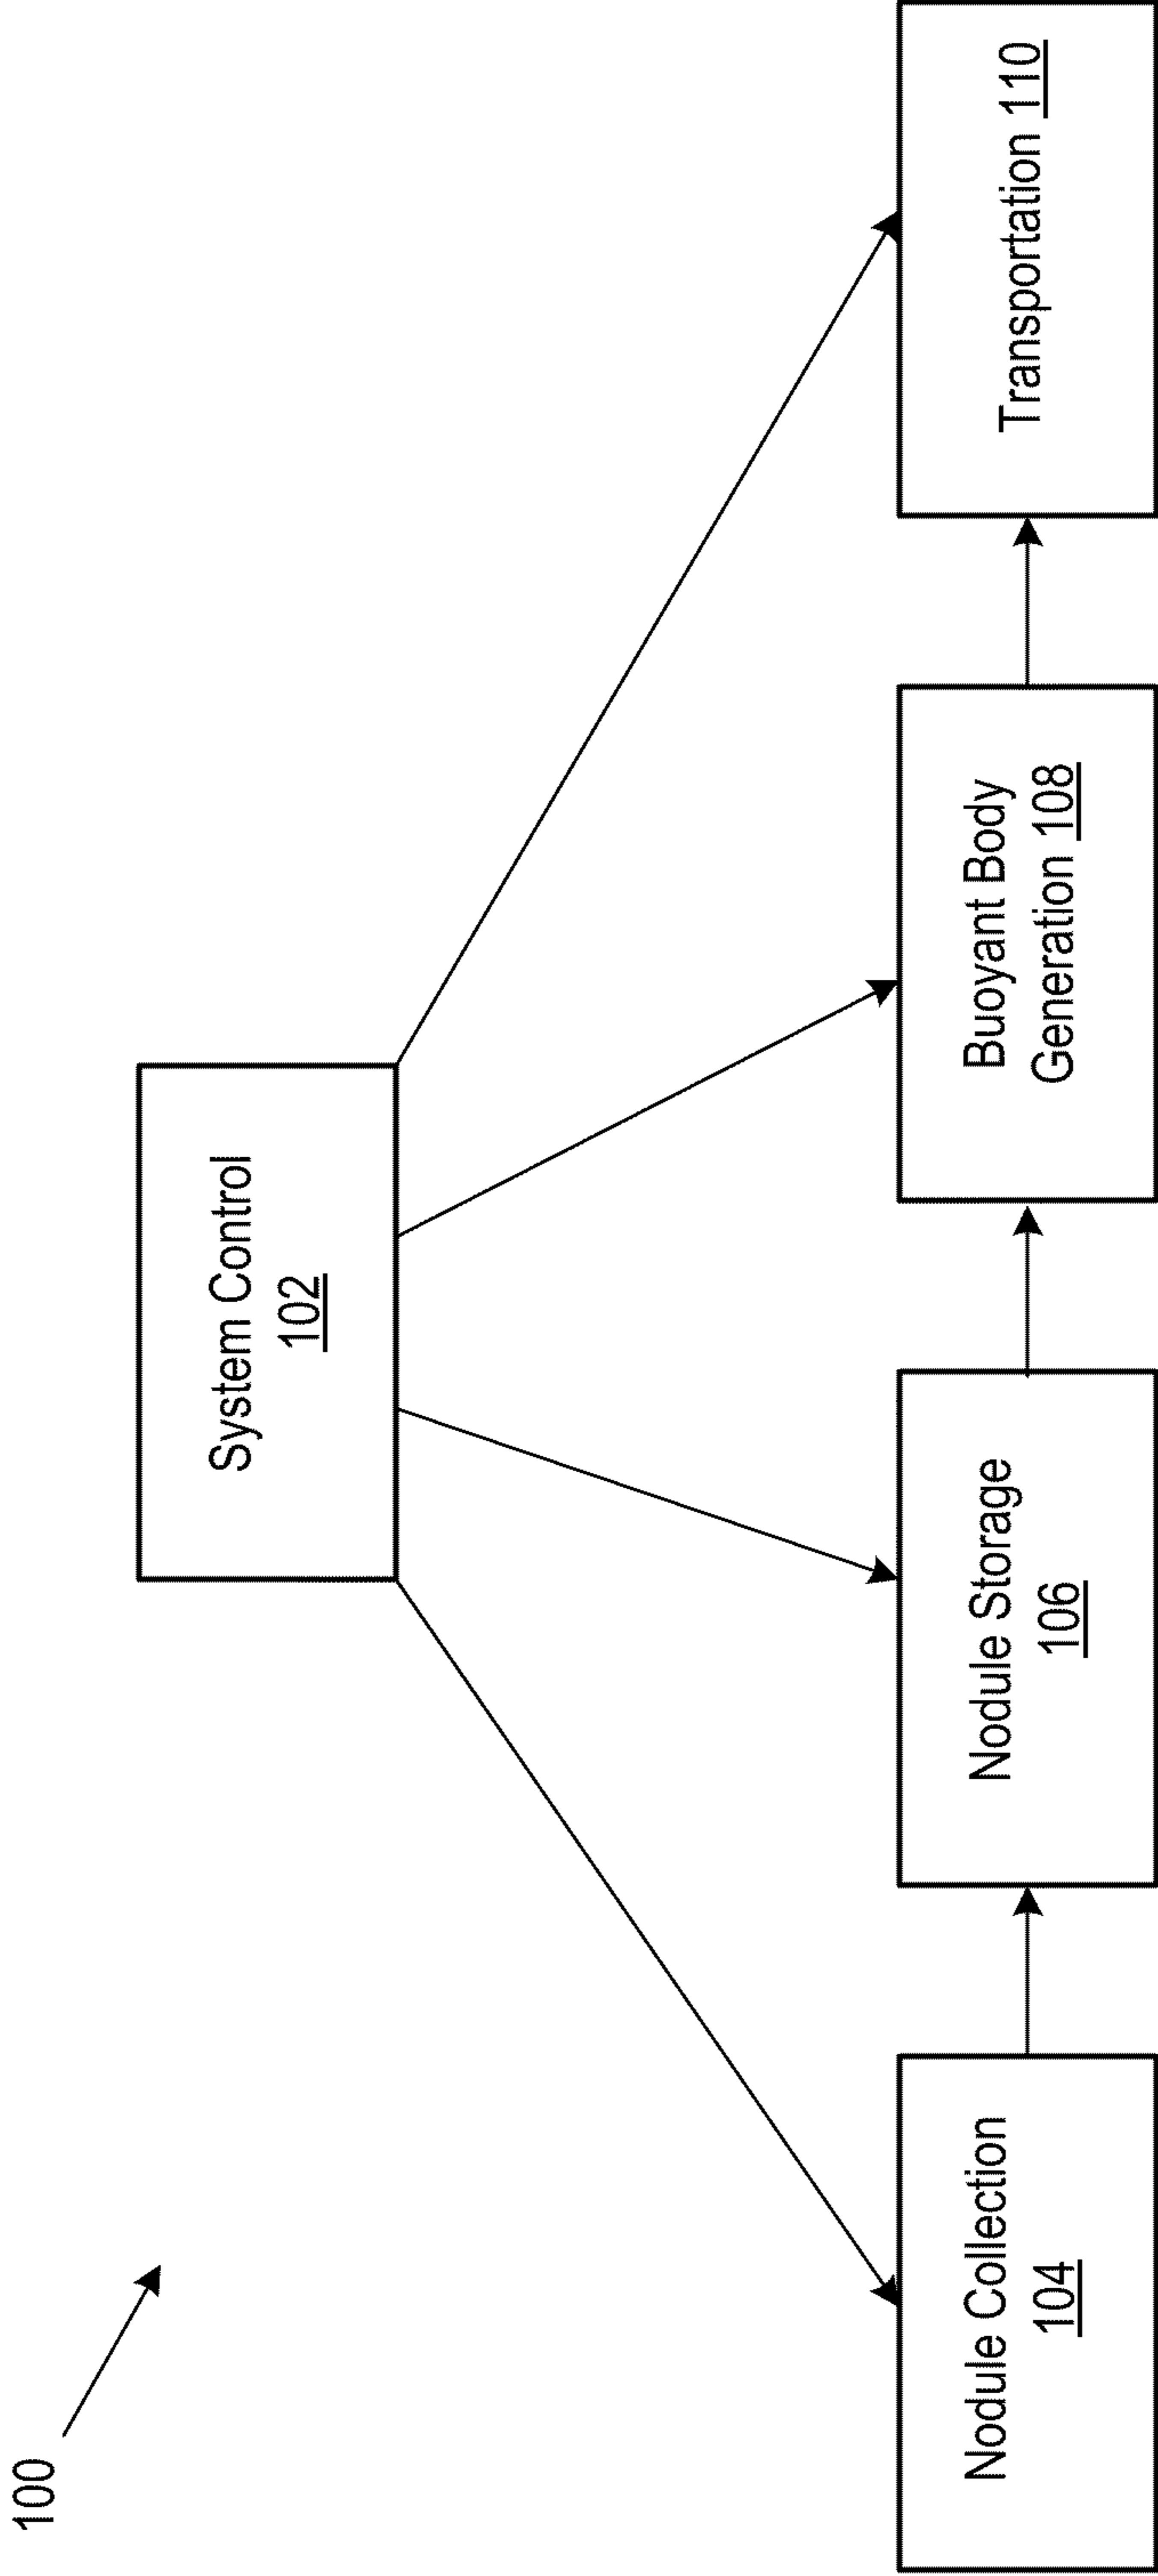 100
System Control
102
Nodule Collection
104
Nodule Storage
106
Buoyant Body
Generation 108
Transportation 110